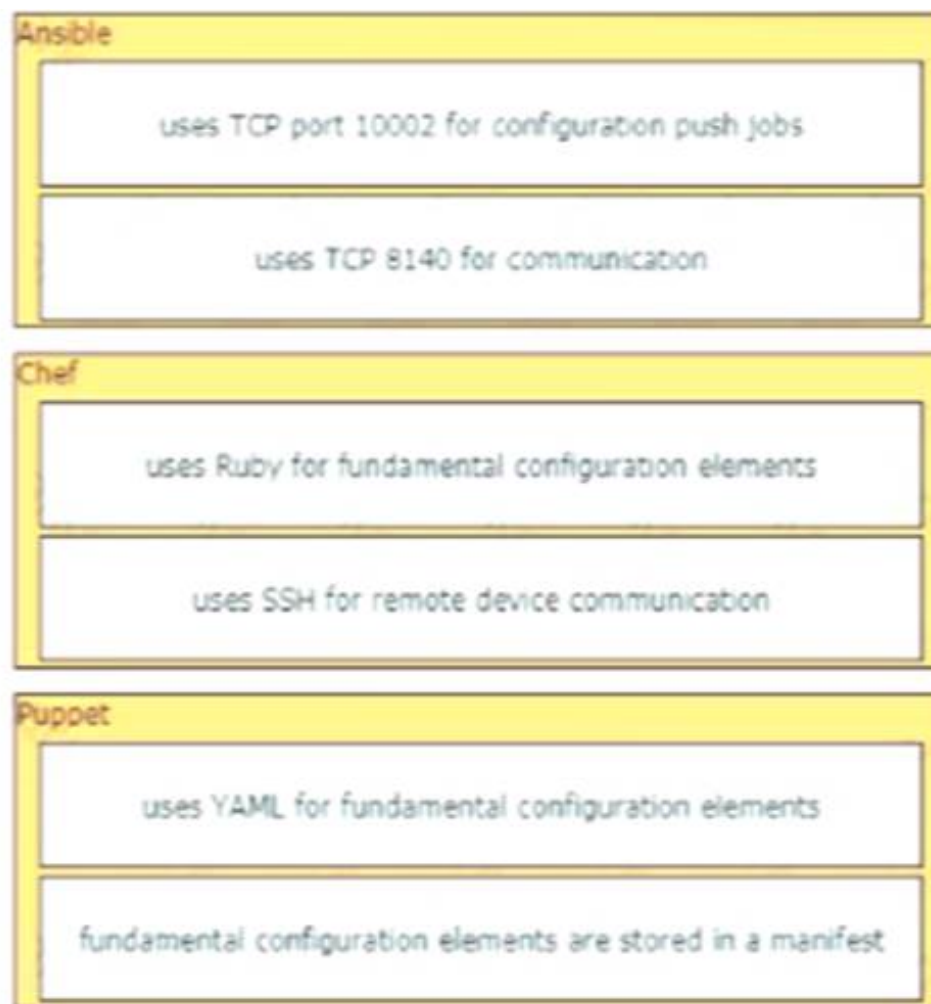 Ansible
uses TCP port 10002 for configuration push jobs
uses TCP 8140 for communication
Chef
uses Ruby for fundamental configuration elements
uses SSH for remote device communication
Puppet
uses YAML for fundamental configuration elements
fundamental configuration elements are stored in a manifest